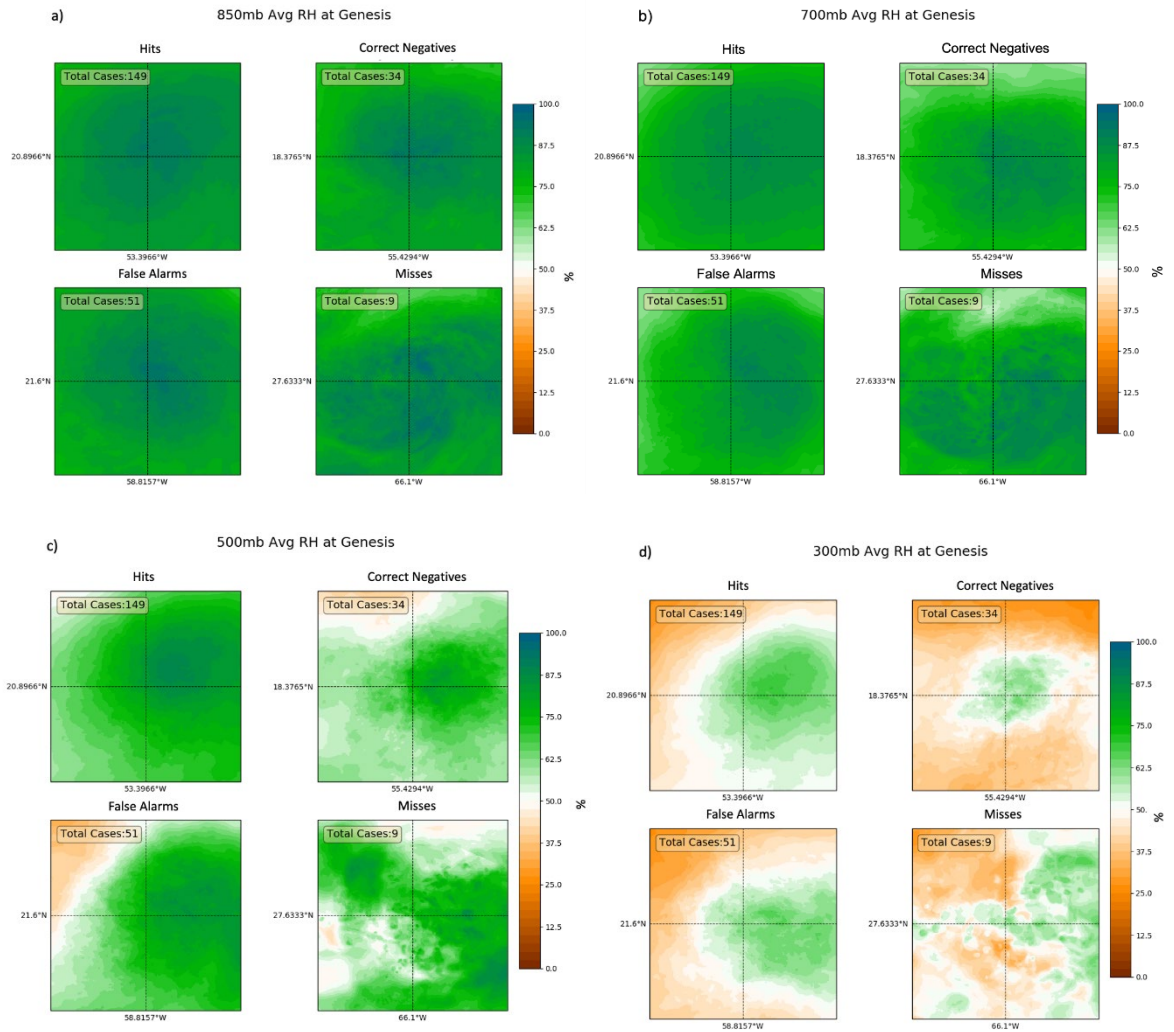 a)
850mb Avg RH at Genesis
Hits
Correct Negatives
Total Cases:149
Total Cases:34
20.8966°N
18.3765°N
53.3966°W
55.4294°W
False Alarms
Misses
Total Cases:51
Total Cases:9
21.6°N
27.6333°N
58.8157°W
66.1°W
100.0
87.5
75.0
62.5
50.0
37.5
25.0
12.5
0.0
%
b)
700mb Avg RH at Genesis
Hits
Correct Negatives
Total Cases:149
Total Cases:34
20.8966°N
18.3765°N
53.3966°W
55.4294°W
False Alarms
Misses
Total Cases:51
Total Cases:9
21.6°N
27.6333°N
58.8157°W
66.1°W
100.0
87.5
75.0
62.5
50.0
37.5
25.0
12.5
0.0
%
c)
500mb Avg RH at Genesis
Hits
Correct Negatives
Total Cases:149
Total Cases:34
20.8966°N
18.3765°N
53.3966°W
55.4294°W
False Alarms
Misses
Total Cases:51
Total Cases:9
21.6°N
27.6333°N
58.8157°W
66.1°W
100.0
87.5
75.0
62.5
50.0
37.5
25.0
12.5
0.0
%
d)
300mb Avg RH at Genesis
Hits
Correct Negatives
Total Cases:149
Total Cases:34
20.8966°N
18.3765°N
53.3966°W
55.4294°W
False Alarms
Misses
Total Cases:51
Total Cases:9
21.6°N
27.6333°N
58.8157°W
66.1°W
100.0
87.5
75.0
62.5
50.0
37.5
25.0
12.5
0.0
%